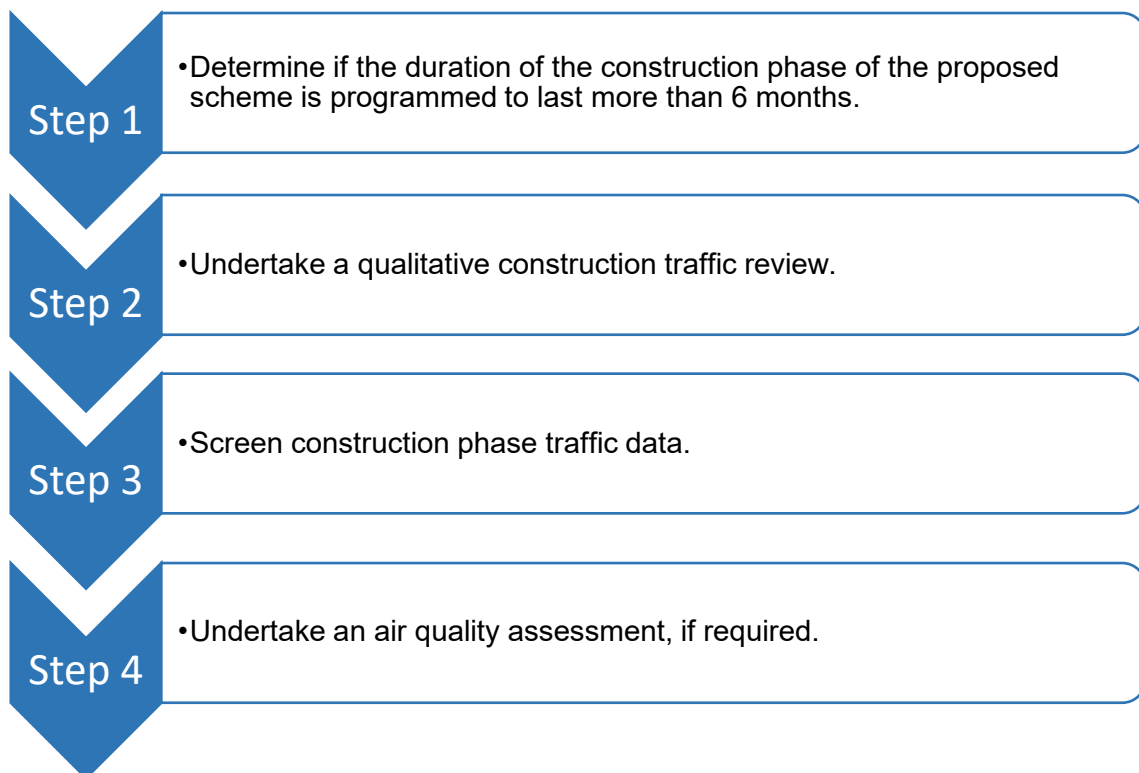 Step 1
•Determine if the duration of the construction phase of the proposed
scheme is programmed to last more than 6 months.
Step 2
•Undertake a qualitative construction traffic review.
Step 3
•Screen construction phase traffic data.
Step 4
•Undertake an air quality assessment, if required.